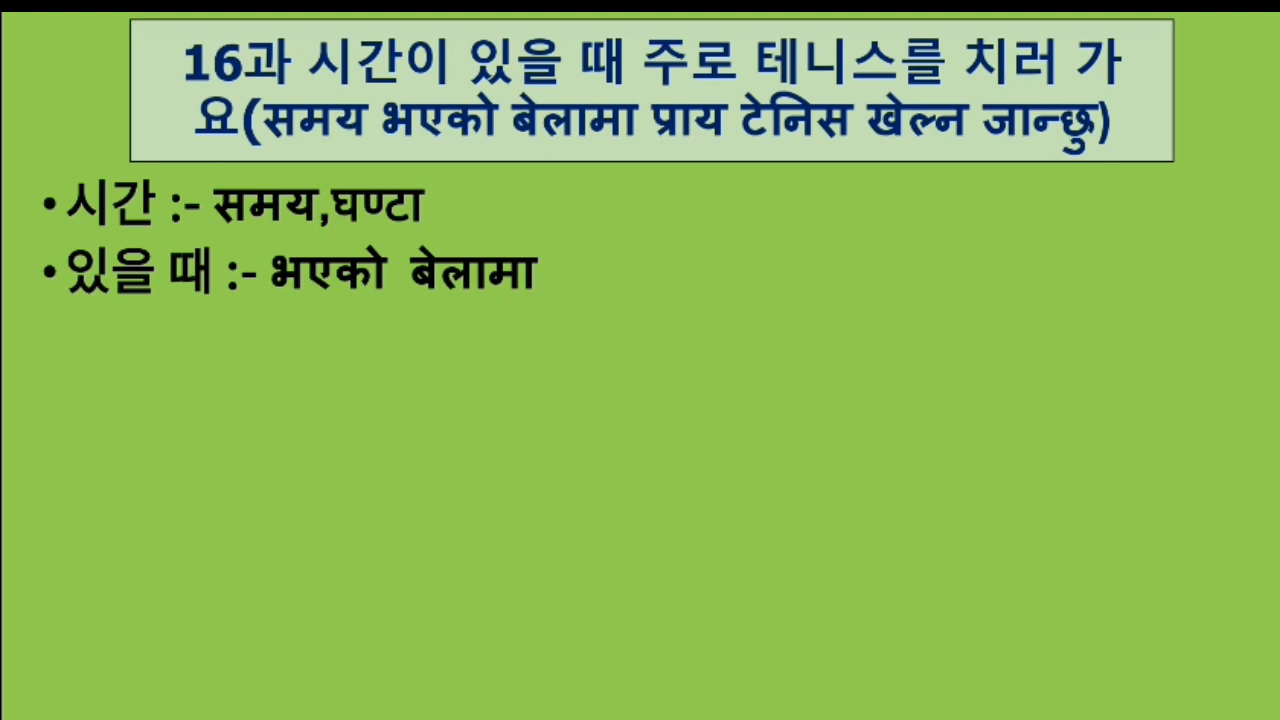 16과 시간이 있을 때 주로 테니스를 치러 가
요(समय भएको बेलामा प्राय टेनिस खेल्न जान्छु)
• 시간 :- समय,घण्टा
• 있을 때 :- भएको बेलामा